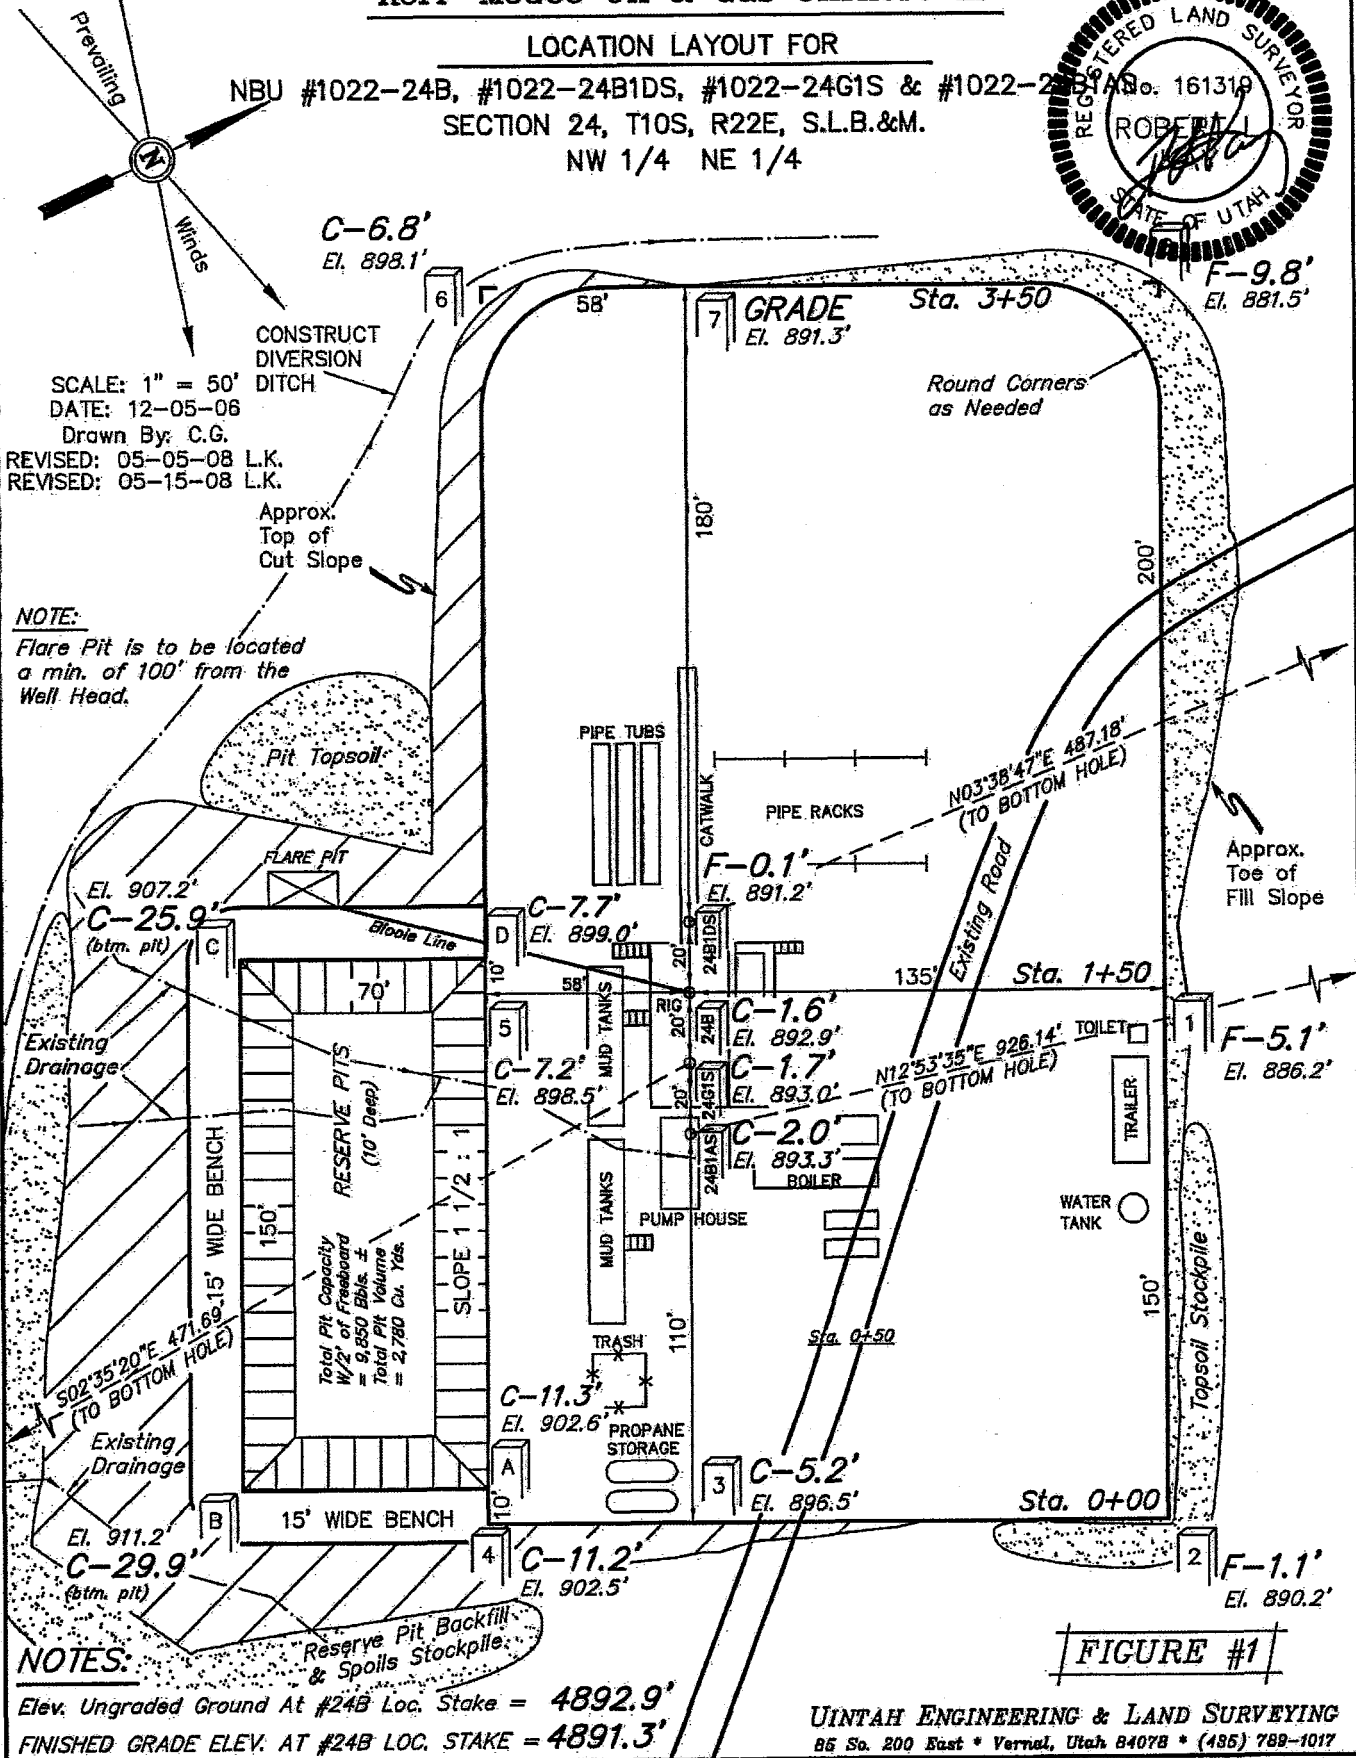 LOCATION LAYOUT FOR
NBU #1022-24B, #1022-24B1DS, #1022-24G1S & #1022-24B1AS
SECTION 24, T10S, R22E, S.L.B.&M.
NW 1/4 NE 1/4
REGISTERED LAND SURVEYOR
No. 161319
ROBERT L.
STATE OF UTAH
Prevailing
N
Winds
C-6.8'
El. 898.1'
6
58'
7
GRADE
El. 891.3'
Sta. 3+50
F-9.8'
El. 881.5'
CONSTRUCT
DIVERSION
DITCH
SCALE: 1" = 50'
DATE: 12-05-06
Drawn By: C.G.
REVISED: 05-05-08 L.K.
REVISED: 05-15-08 L.K.
Round Corners
as Needed
Approx.
Top of
Cut Slope
180'
200'
NOTE:
Flare Pit is to be located
a min. of 100' from the
Well Head.
Pit Topsoil
PIPE TUBS
CATWALK
PIPE RACKS
N03°38'47"E 487.18'
(TO BOTTOM HOLE)
Existing Road
Approx.
Toe of
Fill Slope
FLARE PIT
El. 907.2'
C-25.9'
(btm. pit)
C
Blooie Line
D
C-7.7'
El. 899.0'
F-0.1'
El. 891.2'
24B1DS
20'
10'
70'
58'
135'
Sta. 1+50
RIG
MUD TANKS
5
C-7.2'
El. 898.5'
20'
24B
C-1.6'
El. 892.9'
C-1.7'
El. 893.0'
24G1S
20'
C-2.0'
El. 893.3'
24B1AS
BOILER
PUMP HOUSE
N12°53'35"E 926.14'
(TO BOTTOM HOLE)
TOILET
1
F-5.1'
El. 886.2'
TRAILER
WATER
TANK
Existing
Drainage
RESERVE PITS
(10' Deep)
15' WIDE BENCH
150'
SLOPE 1 1/2 : 1
Total Pit Capacity
W/2' of Freeboard
= 9,850 Bbls. ±
Total Pit Volume
= 2,780 Cu. Yds.
MUD TANKS
110'
Sta. 0+50
150'
Topsoil Stockpile
S02°35'20"E 471.69'
(TO BOTTOM HOLE)
TRASH
C-11.3'
El. 902.6'
PROPANE
STORAGE
Existing
Drainage
A
10'
3
C-5.2'
El. 896.5'
Sta. 0+00
B
15' WIDE BENCH
El. 911.2'
C-29.9'
(btm. pit)
4
C-11.2'
El. 902.5'
2
F-1.1'
El. 890.2'
Reserve Pit Backfill
& Spoils Stockpile
FIGURE #1
NOTES:
Elev. Ungraded Ground At #24B Loc. Stake = 4892.9'
FINISHED GRADE ELEV. AT #24B LOC. STAKE = 4891.3'
UINTAH ENGINEERING & LAND SURVEYING
85 So. 200 East * Vernal, Utah 84078 * (435) 789-1017